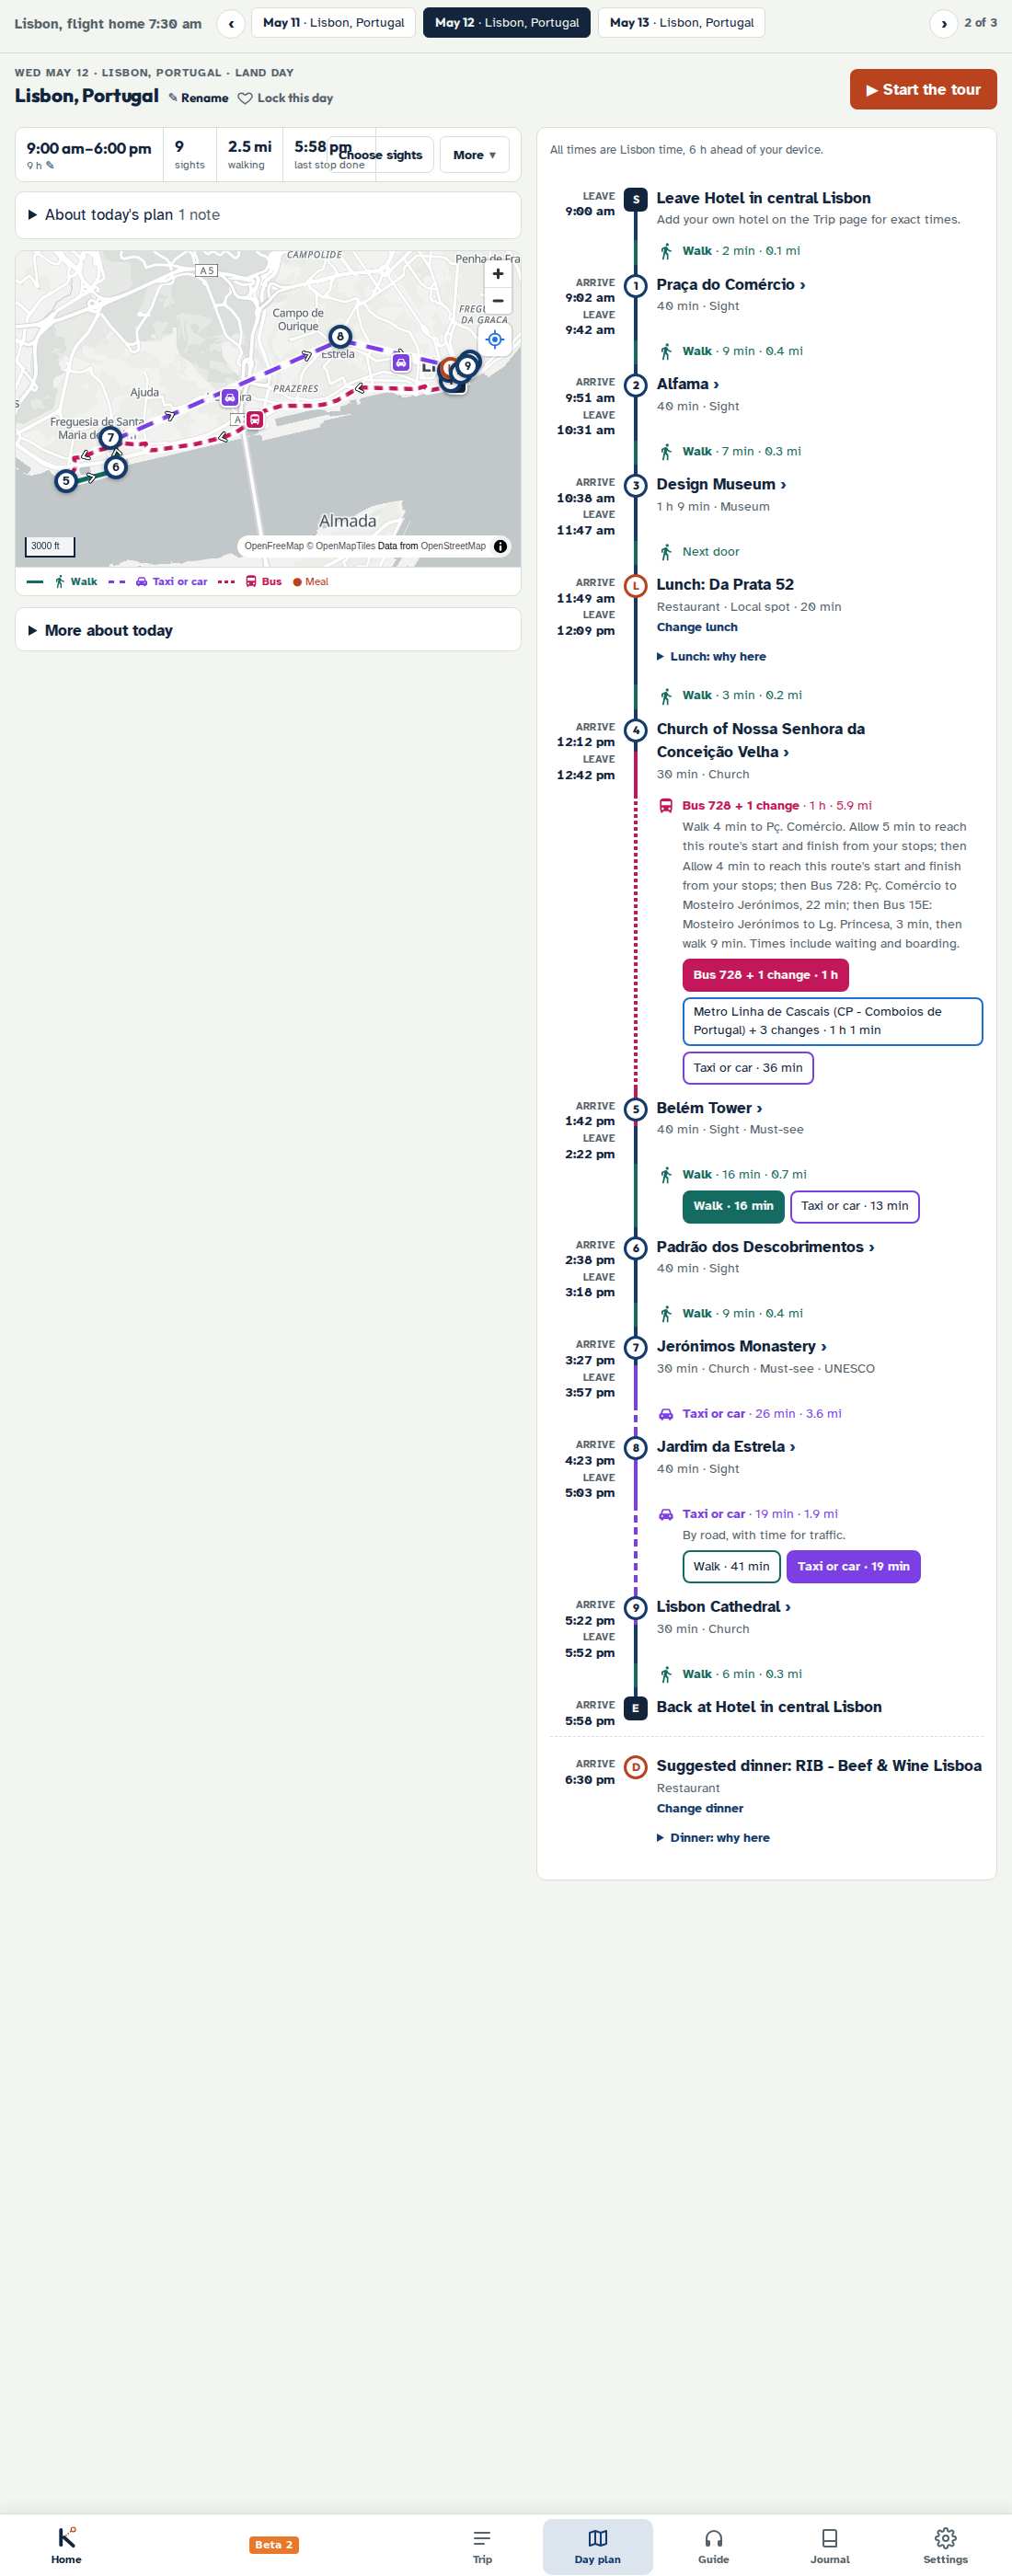 Lisbon, flight home 7:30 am
‹
May 11 · Lisbon, Portugal
May 12 · Lisbon, Portugal
May 13 · Lisbon, Portugal
›
2 of 3
WED MAY 12 · LISBON, PORTUGAL · LAND DAY
Lisbon, Portugal
✎ Rename
Lock this day
▶ Start the tour
9:00 am–6:00 pm
9 h ✎
9
sights
2.5 mi
walking
5:58 pm
last stop done
Choose sights
More ▾
▶ About today's plan 1 note
CAMPOLIDE
Penha de Fra
A 5
Campo de
Ourique
DA GRAÇA
Estrela
Ajuda
PRAZERES
Freguesia de Santa
Maria de
Almada
8
9
7
6
5
+
−
3000 ft
OpenFreeMap © OpenMapTiles Data from OpenStreetMap
Walk
Taxi or car
Bus
Meal
▶ More about today
All times are Lisbon time, 6 h ahead of your device.
LEAVE
9:00 am
S
Leave Hotel in central Lisbon
Add your own hotel on the Trip page for exact times.
Walk · 2 min · 0.1 mi
ARRIVE
9:02 am
LEAVE
9:42 am
1
Praça do Comércio ›
40 min · Sight
Walk · 9 min · 0.4 mi
ARRIVE
9:51 am
LEAVE
10:31 am
2
Alfama ›
40 min · Sight
Walk · 7 min · 0.3 mi
ARRIVE
10:38 am
LEAVE
11:47 am
3
Design Museum ›
1 h 9 min · Museum
Next door
ARRIVE
11:49 am
LEAVE
12:09 pm
L
Lunch: Da Prata 52
Restaurant · Local spot · 20 min
Change lunch
▶ Lunch: why here
Walk · 3 min · 0.2 mi
ARRIVE
12:12 pm
LEAVE
12:42 pm
4
Church of Nossa Senhora da
Conceição Velha ›
30 min · Church
Bus 728 + 1 change · 1 h · 5.9 mi
Walk 4 min to Pç. Comércio. Allow 5 min to reach
this route's start and finish from your stops; then
Allow 4 min to reach this route's start and finish
from your stops; then Bus 728: Pç. Comércio to
Mosteiro Jerónimos, 22 min; then Bus 15E:
Mosteiro Jerónimos to Lg. Princesa, 3 min, then
walk 9 min. Times include waiting and boarding.
Bus 728 + 1 change · 1 h
Metro Linha de Cascais (CP - Comboios de
Portugal) + 3 changes · 1 h 1 min
Taxi or car · 36 min
ARRIVE
1:42 pm
LEAVE
2:22 pm
5
Belém Tower ›
40 min · Sight · Must-see
Walk · 16 min · 0.7 mi
Walk · 16 min
Taxi or car · 13 min
ARRIVE
2:38 pm
LEAVE
3:18 pm
6
Padrão dos Descobrimentos ›
40 min · Sight
Walk · 9 min · 0.4 mi
ARRIVE
3:27 pm
LEAVE
3:57 pm
7
Jerónimos Monastery ›
30 min · Church · Must-see · UNESCO
Taxi or car · 26 min · 3.6 mi
ARRIVE
4:23 pm
LEAVE
5:03 pm
8
Jardim da Estrela ›
40 min · Sight
Taxi or car · 19 min · 1.9 mi
By road, with time for traffic.
Walk · 41 min
Taxi or car · 19 min
ARRIVE
5:22 pm
LEAVE
5:52 pm
9
Lisbon Cathedral ›
30 min · Church
Walk · 6 min · 0.3 mi
ARRIVE
5:58 pm
E
Back at Hotel in central Lisbon
ARRIVE
6:30 pm
D
Suggested dinner: RIB - Beef & Wine Lisboa
Restaurant
Change dinner
▶ Dinner: why here
Home
Beta 2
Trip
Day plan
Guide
Journal
Settings